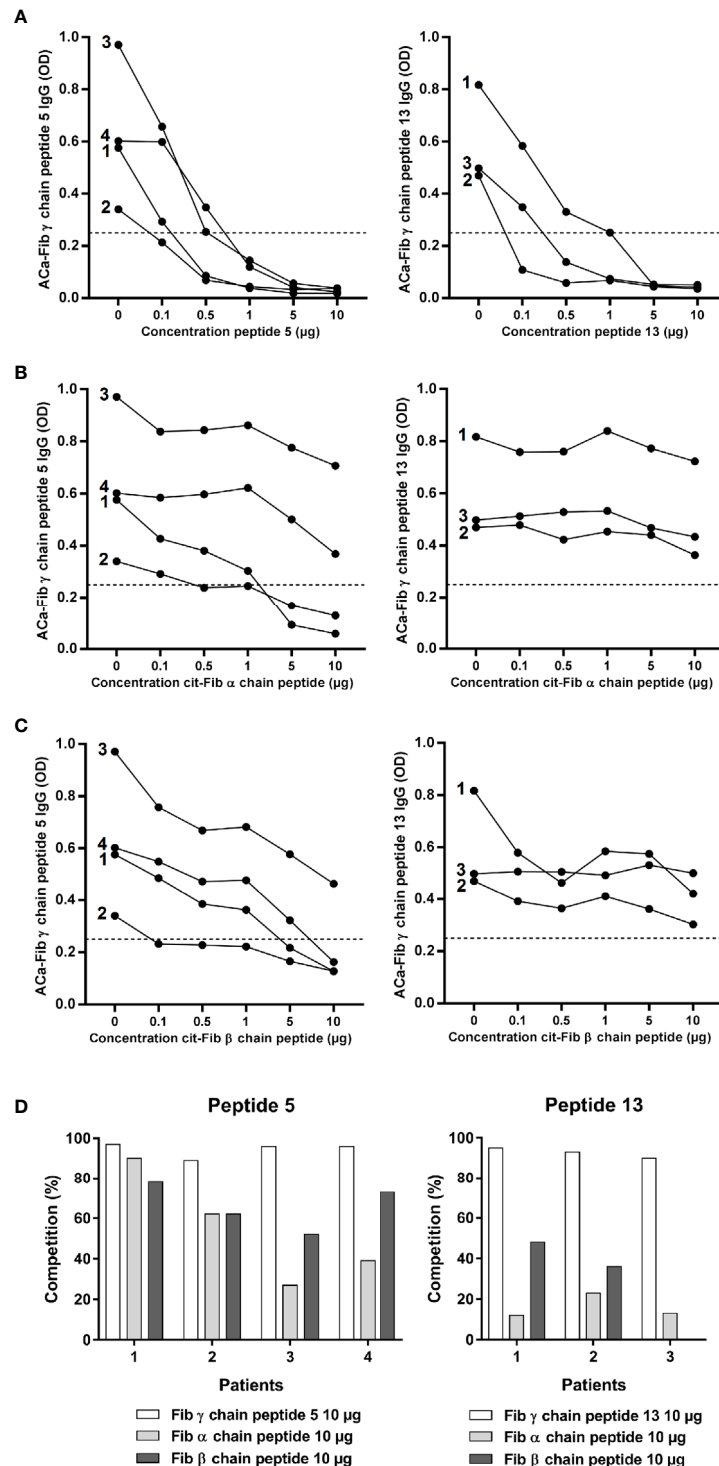 A
ACa-Fib γ chain peptide 5 IgG (OD)
1.0
0.8
0.6
0.4
0.2
0.0
3
4
1
2
0 0.1 0.5 1 5 10
Concentration peptide 5 (µg)
ACa-Fib γ chain peptide 13 IgG (OD)
1.0
0.8
0.6
0.4
0.2
0.0
1
3
2
0 0.1 0.5 1 5 10
Concentration peptide 13 (µg)
B
ACa-Fib γ chain peptide 5 IgG (OD)
1.0
0.8
0.6
0.4
0.2
0.0
3
4
1
2
0 0.1 0.5 1 5 10
Concentration cit-Fib α chain peptide (µg)
ACa-Fib γ chain peptide 13 IgG (OD)
1.0
0.8
0.6
0.4
0.2
0.0
1
3
2
0 0.1 0.5 1 5 10
Concentration cit-Fib α chain peptide (µg)
C
ACa-Fib γ chain peptide 5 IgG (OD)
1.0
0.8
0.6
0.4
0.2
0.0
3
4
1
2
0 0.1 0.5 1 5 10
Concentration cit-Fib β chain peptide (µg)
ACa-Fib γ chain peptide 13 IgG (OD)
1.0
0.8
0.6
0.4
0.2
0.0
1
3
2
0 0.1 0.5 1 5 10
Concentration cit-Fib β chain peptide (µg)
D
Peptide 5
Competition (%)
100
80
60
40
20
0
1 2 3 4
Patients
Fib γ chain peptide 5 10 µg
Fib α chain peptide 10 µg
Fib β chain peptide 10 µg
Peptide 13
Competition (%)
100
80
60
40
20
0
1 2 3
Patients
Fib γ chain peptide 13 10 µg
Fib α chain peptide 10 µg
Fib β chain peptide 10 µg